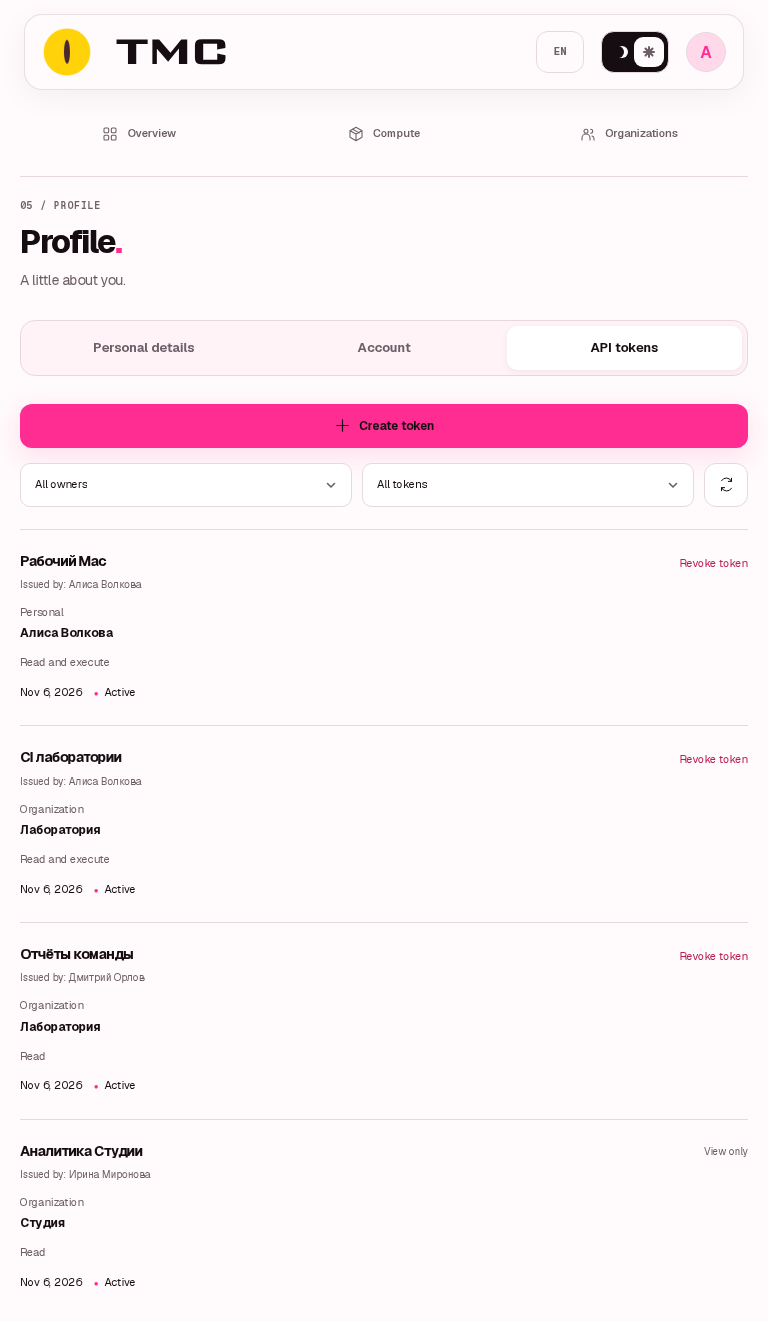 TMC
EN
A
Overview
Compute
Organizations
05 / PROFILE
Profile.
A little about you.
Personal details
Account
API tokens
Create token
All owners
All tokens
Рабочий Mac
Revoke token
Issued by: Алиса Волкова
Personal
Алиса Волкова
Read and execute
Nov 6, 2026 • Active
CI лаборатории
Revoke token
Issued by: Алиса Волкова
Organization
Лаборатория
Read and execute
Nov 6, 2026 • Active
Отчёты команды
Revoke token
Issued by: Дмитрий Орлов
Organization
Лаборатория
Read
Nov 6, 2026 • Active
Аналитика Студии
View only
Issued by: Ирина Миронова
Organization
Студия
Read
Nov 6, 2026 • Active